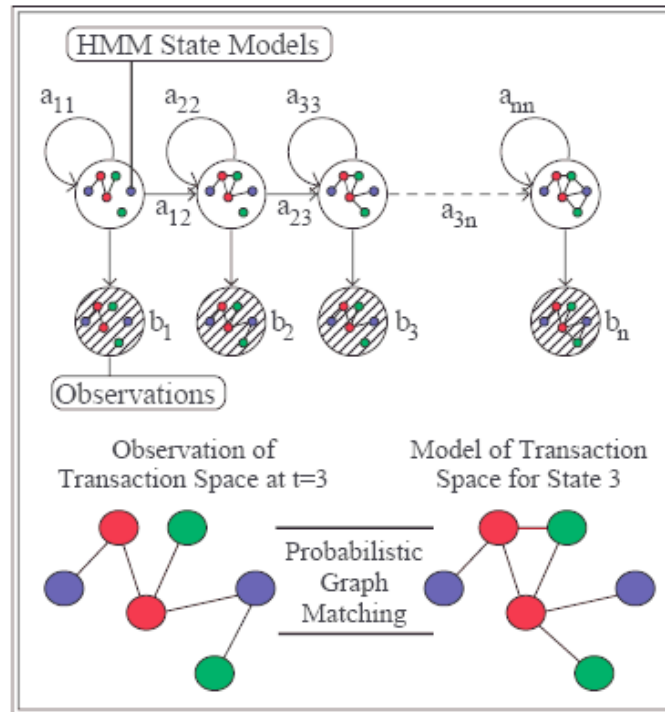 HMM State Models
a11
a22
a33
ann
a12
a23
a3n
b1
b2
b3
bn
Observations
Observation of
Transaction Space at t=3
Model of Transaction
Space for State 3
Probabilistic
Graph
Matching